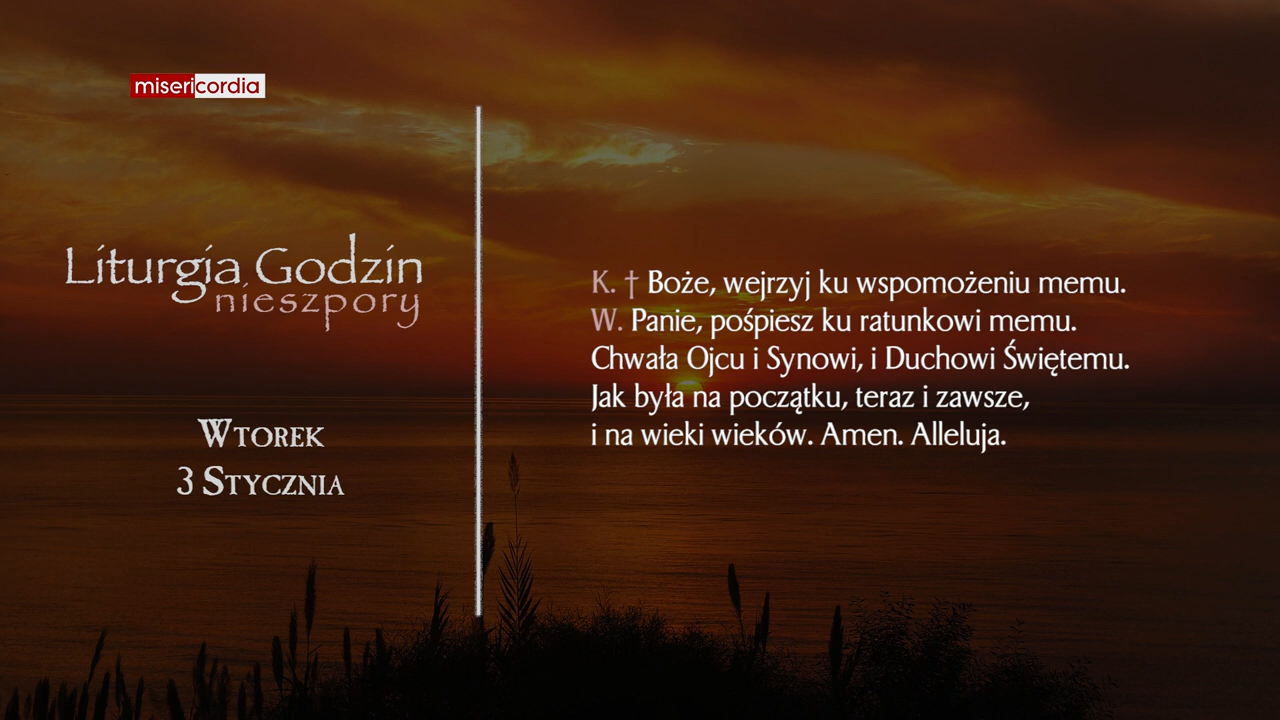 misericordia
Liturgia Godzin
nieszpory
Wtorek
3 Stycznia
K. † Boże, wejrzyj ku wspomożeniu memu.
W. Panie, pośpiesz ku ratunkowi memu.
Chwała Ojcu i Synowi, i Duchowi Świętemu.
Jak była na początku, teraz i zawsze,
i na wieki wieków. Amen. Alleluja.